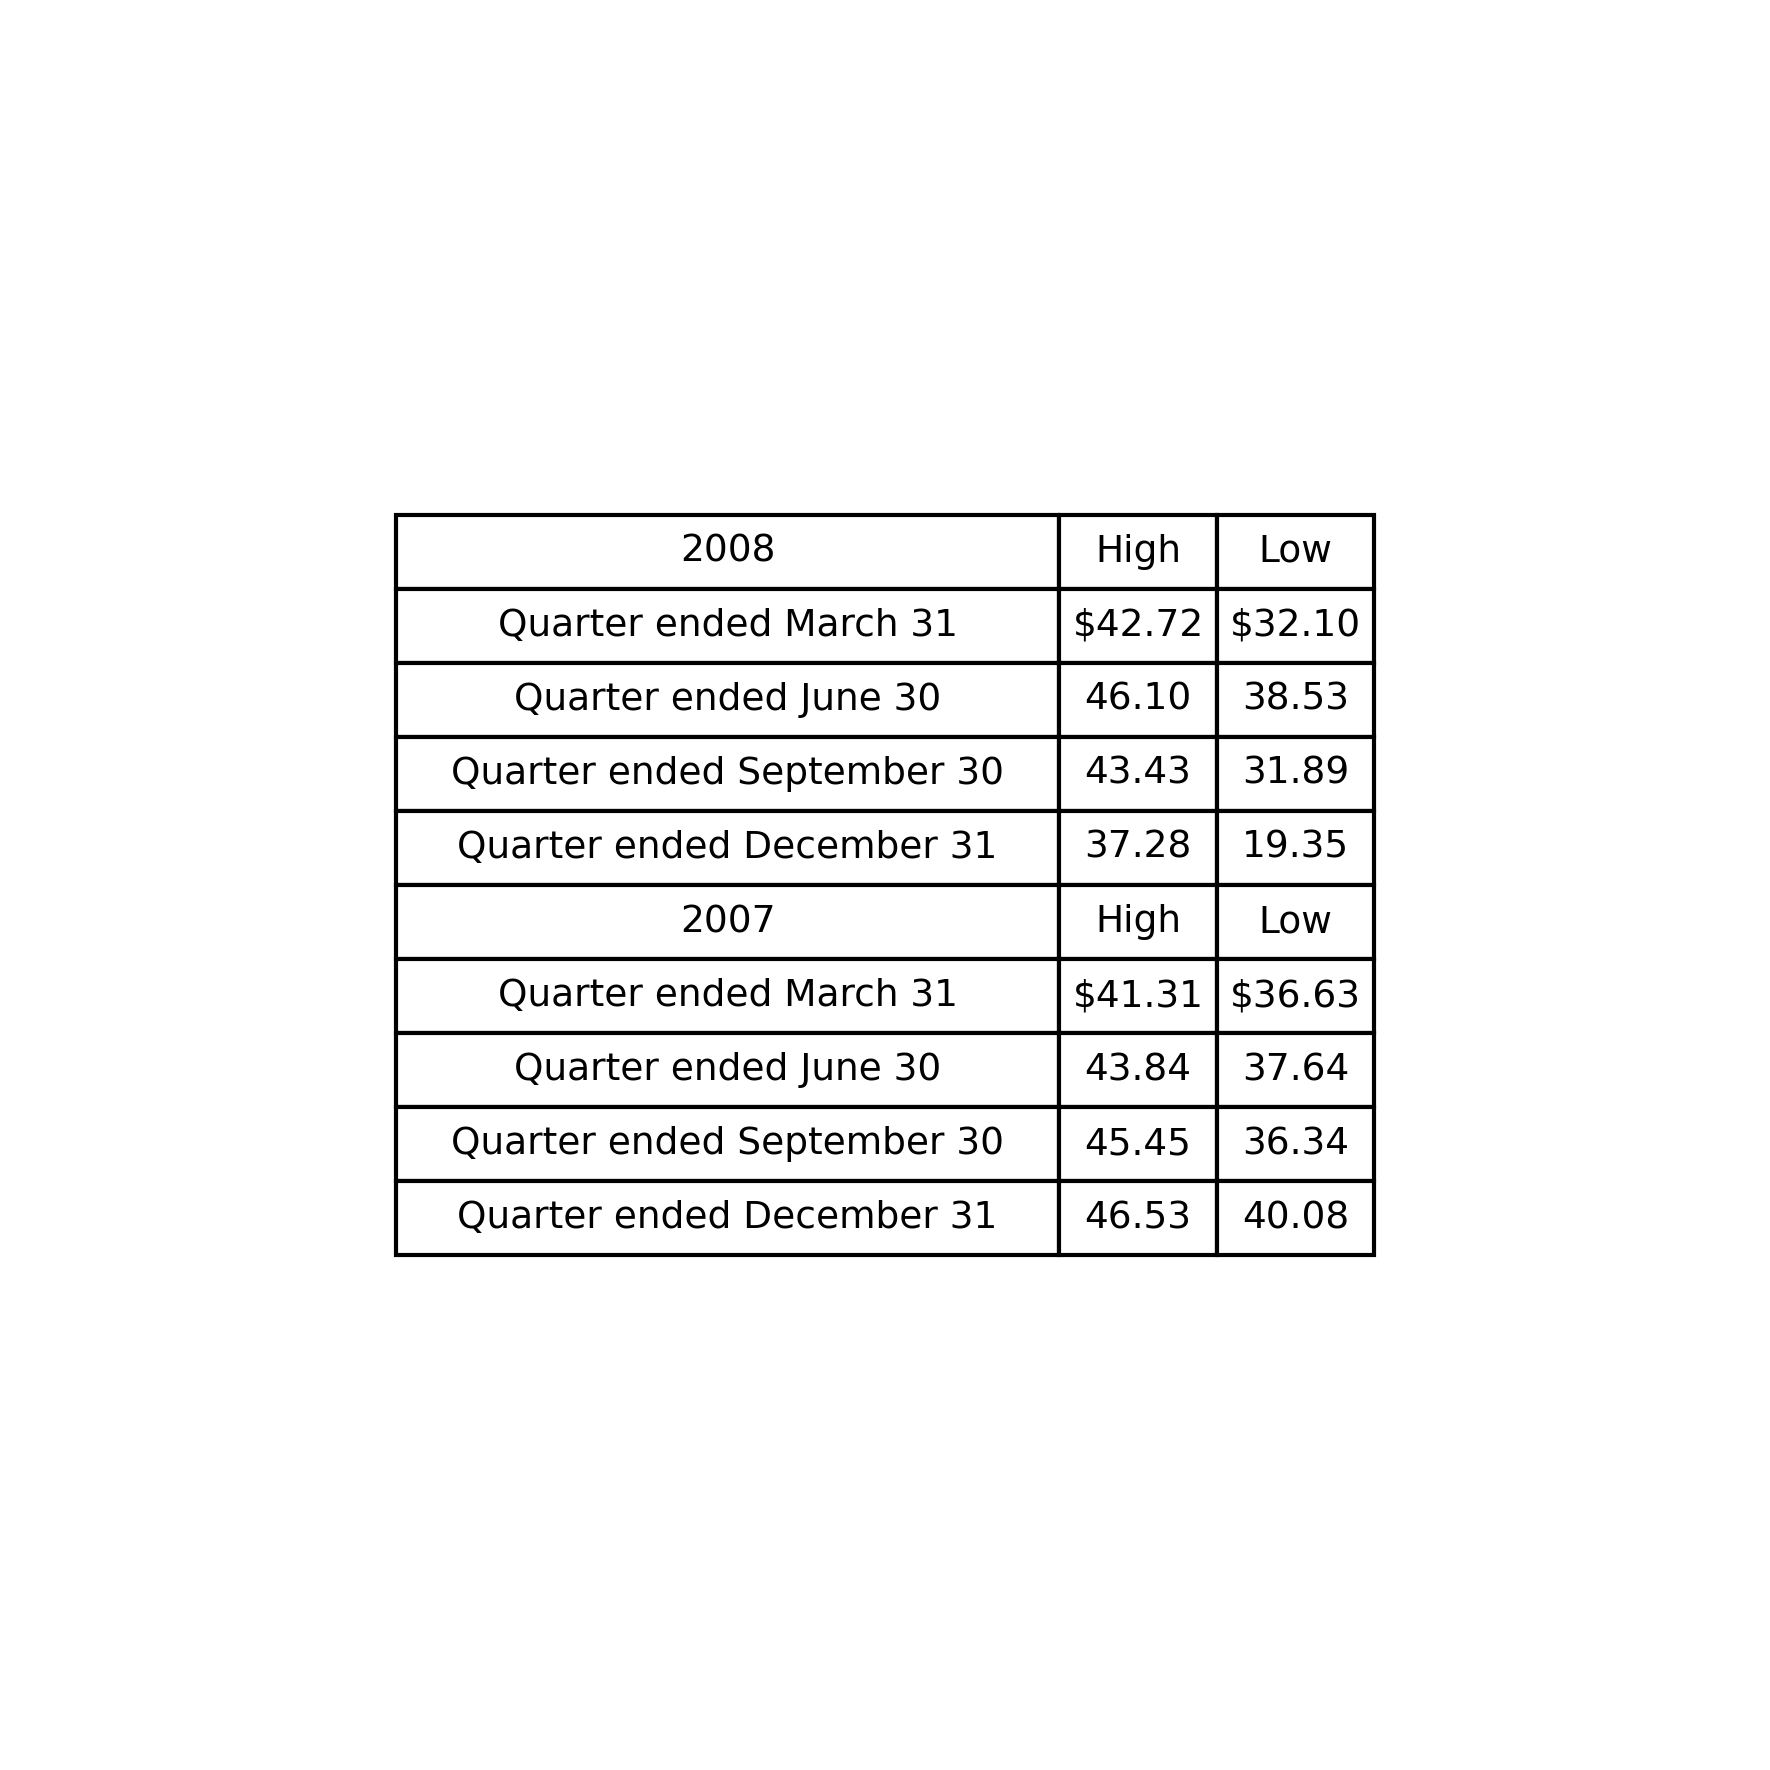 2008 High Low
Quarter ended March 31 $42.72 $32.10
Quarter ended June 30 46.10 38.53
Quarter ended September 30 43.43 31.89
Quarter ended December 31 37.28 19.35
2007 High Low
Quarter ended March 31 $41.31 $36.63
Quarter ended June 30 43.84 37.64
Quarter ended September 30 45.45 36.34
Quarter ended December 31 46.53 40.08